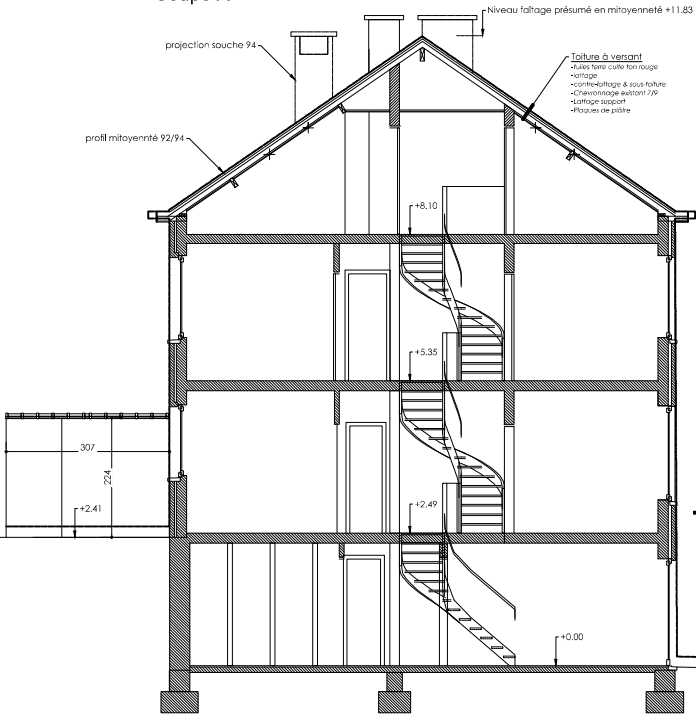 Niveau faîtage présumé en mitoyenneté +11.83
projection souche 94
Toiture à versant
-tuiles terre cuite ton rouge
-lattage
-contre-lattage & sous-toiture
-Chevronnage existant 7/9
-Lattage support
-Plaques de plâtre
profil mitoyennté 92/94
+8.10
+5.35
307
224
+2.41
+2.49
+0.00